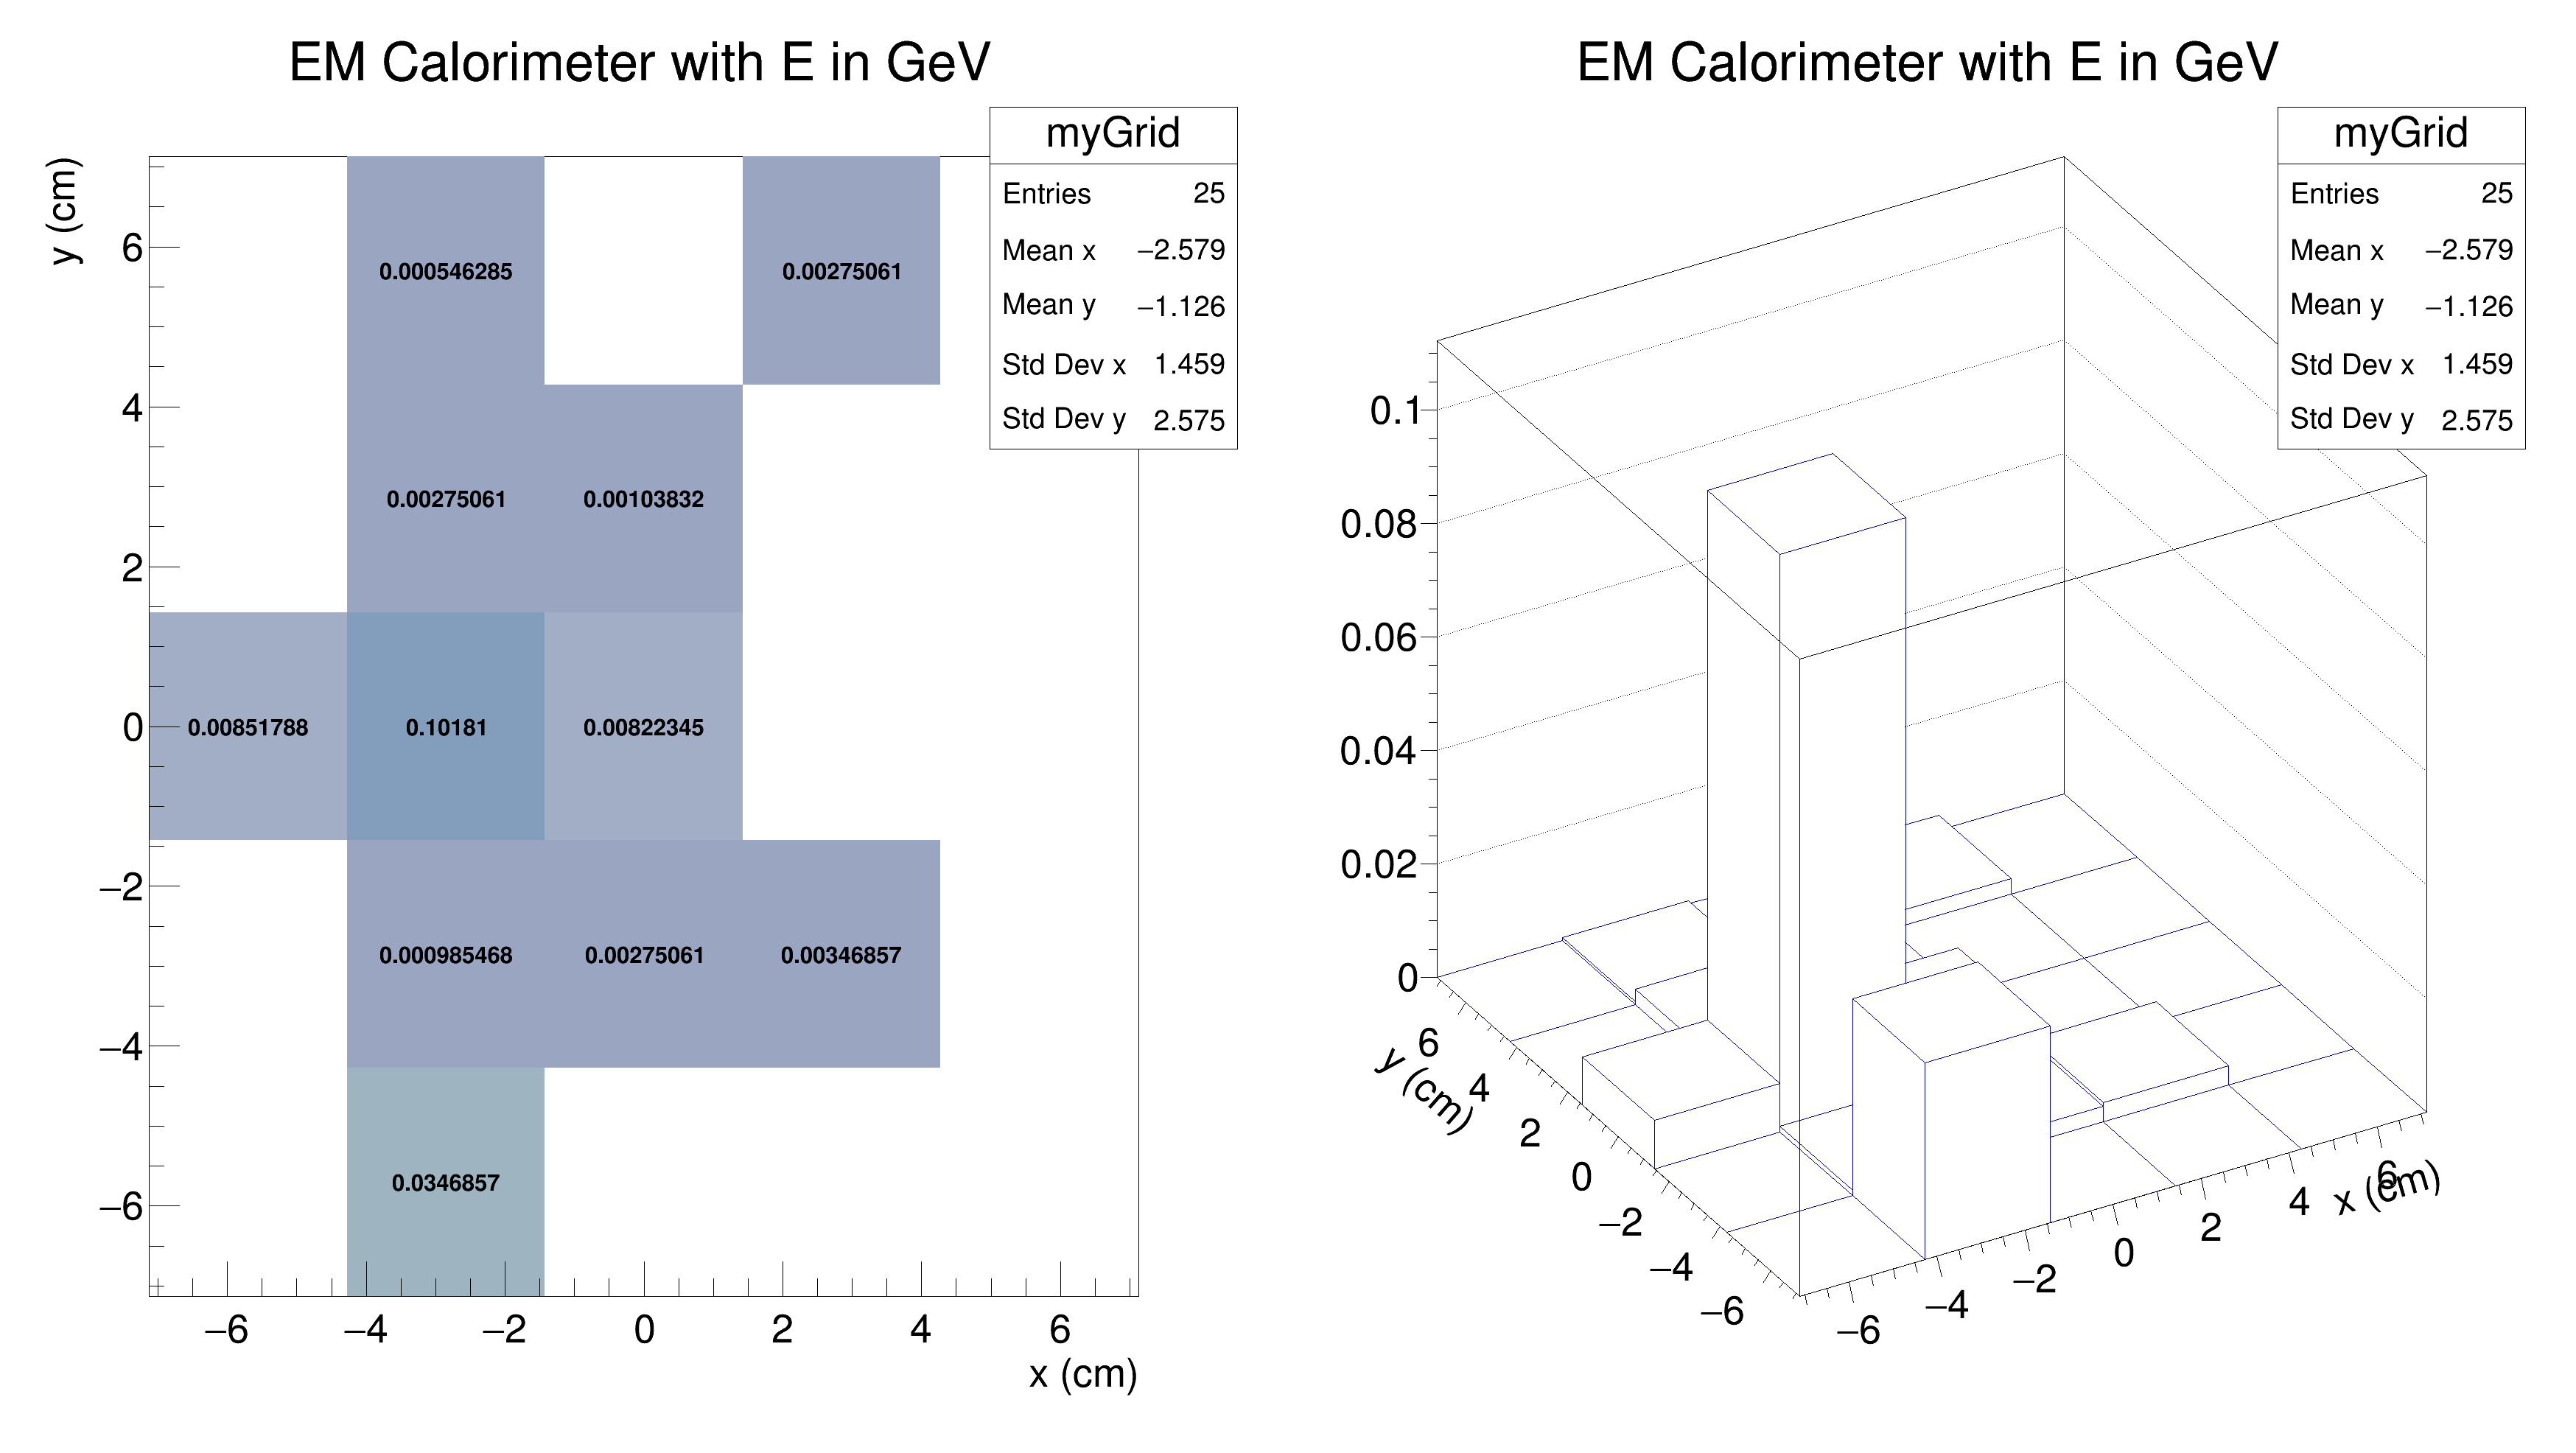 EM Calorimeter with E in GeV
myGrid
Entries 25
Mean x −2.579
Mean y −1.126
Std Dev x 1.459
Std Dev y 2.575
y (cm)
6
4
2
0
−2
−4
−6
0.000546285 0.00275061
0.00275061 0.00103832
0.00851788 0.10181 0.00822345
0.000985468 0.00275061 0.00346857
0.0346857
−6 −4 −2 0 2 4 6
x (cm)
EM Calorimeter with E in GeV
myGrid
Entries 25
Mean x −2.579
Mean y −1.126
Std Dev x 1.459
Std Dev y 2.575
0.1
0.08
0.06
0.04
0.02
0
y (cm)
6
4
2
0
−2
−4
−6
−6 −4 −2 0 2 4 6
x (cm)